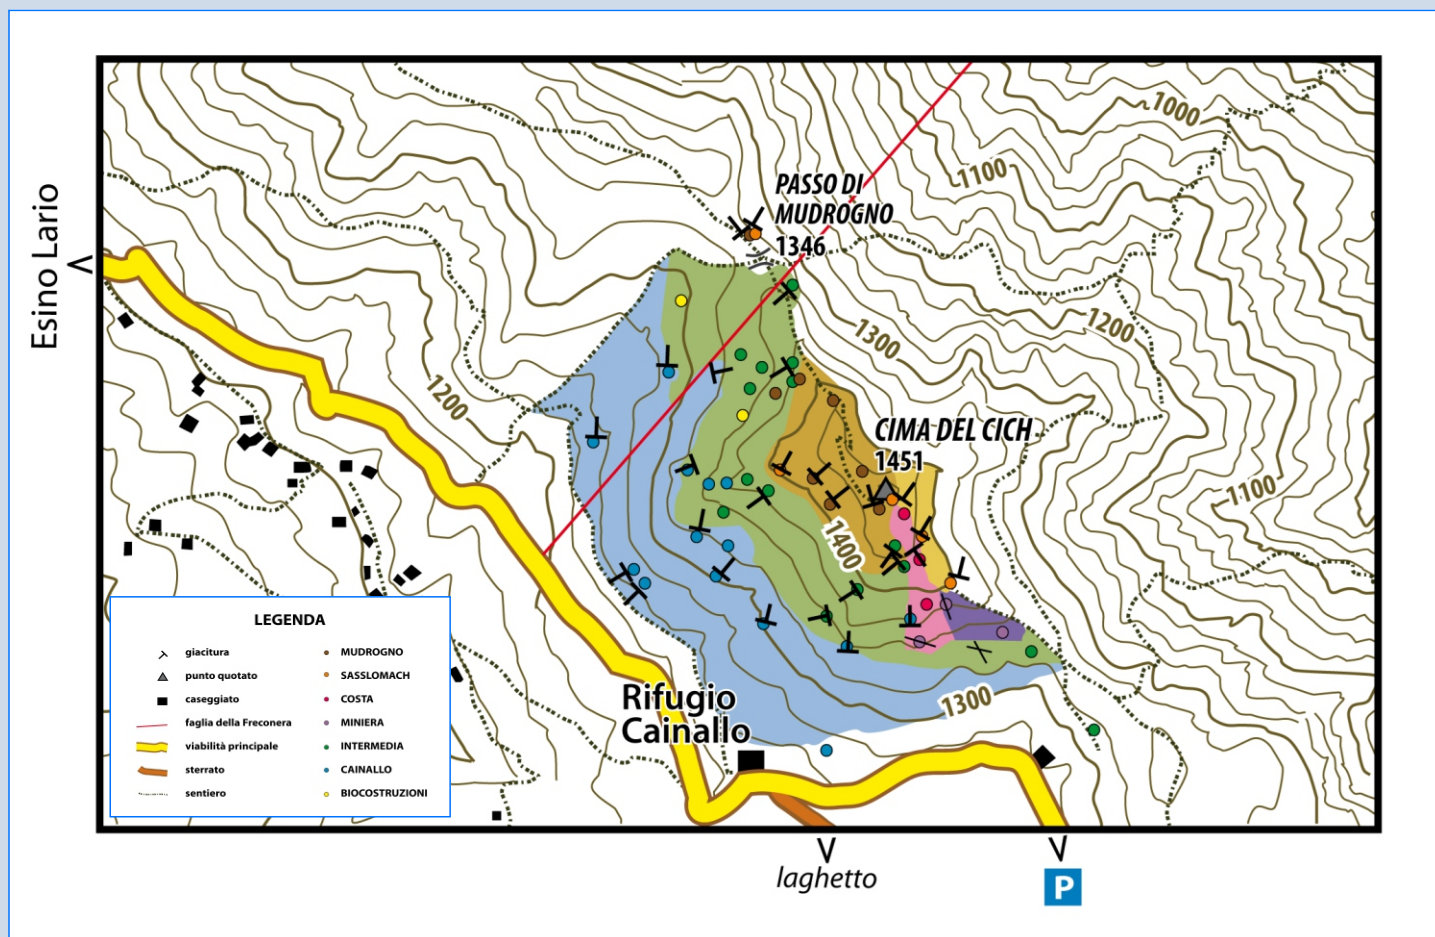 1000
1100
PASSO DI
MUDROGNO
1346
Esino Lario
<
1300
1200
1200
CIMA DEL CICH
1451
1100
1400
LEGENDA
giacitura
punto quotato
caseggiato
faglia della Freconera
viabilità principale
sterrato
sentiero
MUDROGNO
SASSLOMACH
COSTA
MINIERA
INTERMEDIA
CAINALLO
BIOCOSTRUZIONI
Rifugio
Cainallo
1300
laghetto
P